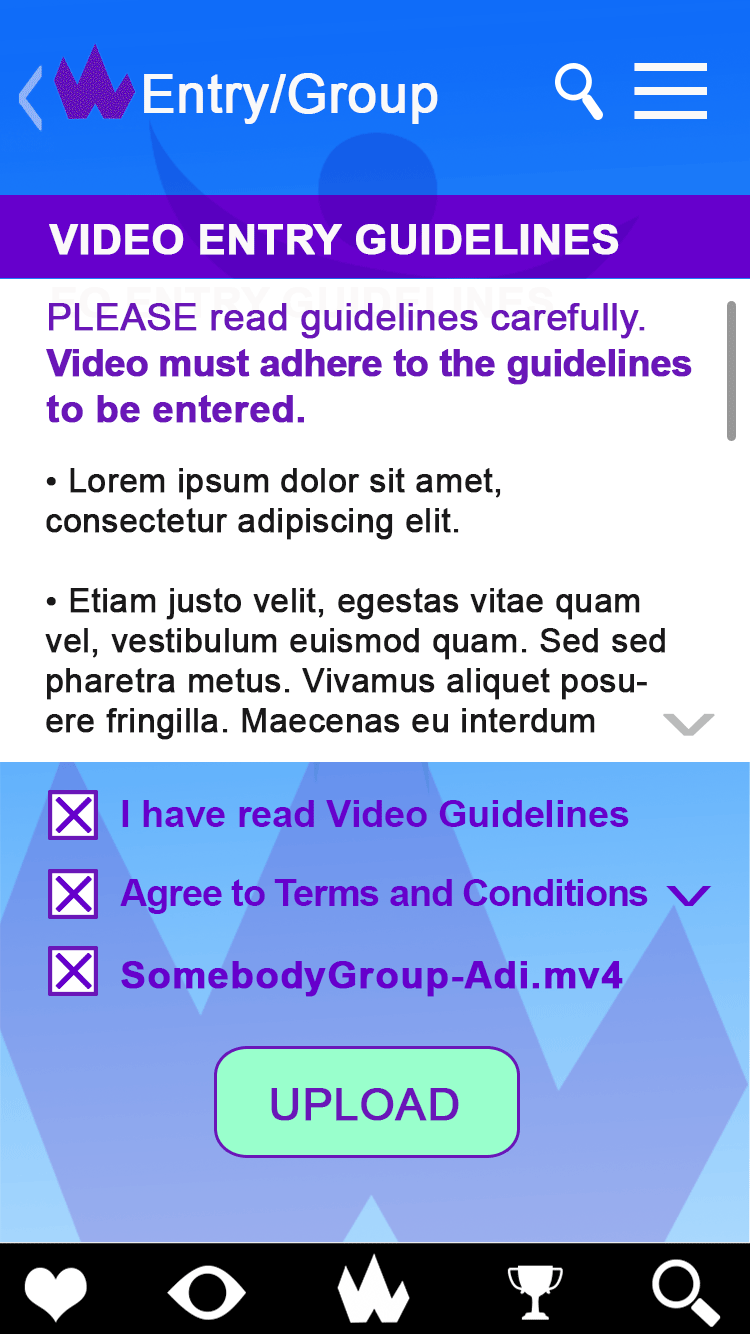 Entry/Group
VIDEO ENTRY GUIDELINES
PLEASE read guidelines carefully.
Video must adhere to the guidelines
to be entered.
• Lorem ipsum dolor sit amet,
consectetur adipiscing elit.
• Etiam justo velit, egestas vitae quam
vel, vestibulum euismod quam. Sed sed
pharetra metus. Vivamus aliquet posu-
ere fringilla. Maecenas eu interdum
I have read Video Guidelines
Agree to Terms and Conditions
SomebodyGroup-Adi.mv4
UPLOAD